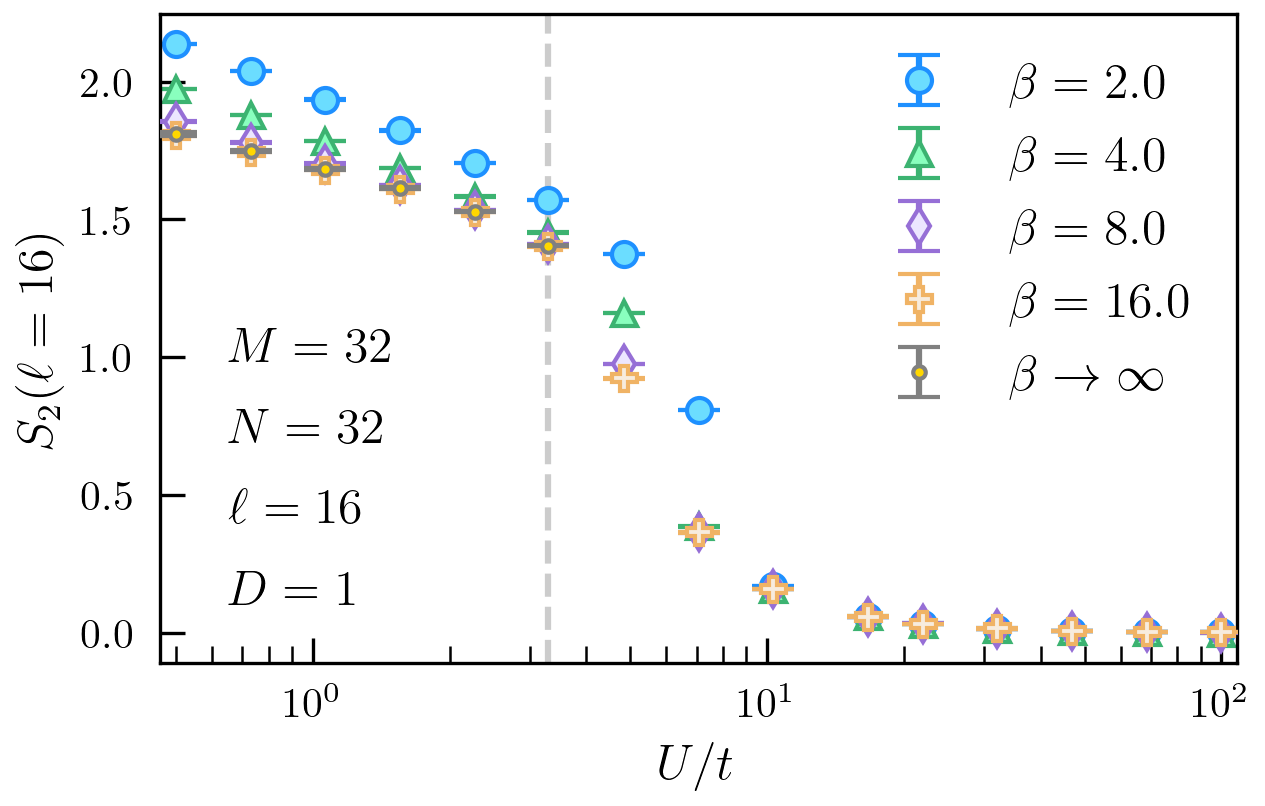 2.0
1.5
1.0
0.5
0.0
S₂(ℓ = 16)
β = 2.0
β = 4.0
β = 8.0
β = 16.0
β → ∞
M = 32
N = 32
ℓ = 16
D = 1
10⁰ 10¹ 10²
U/t